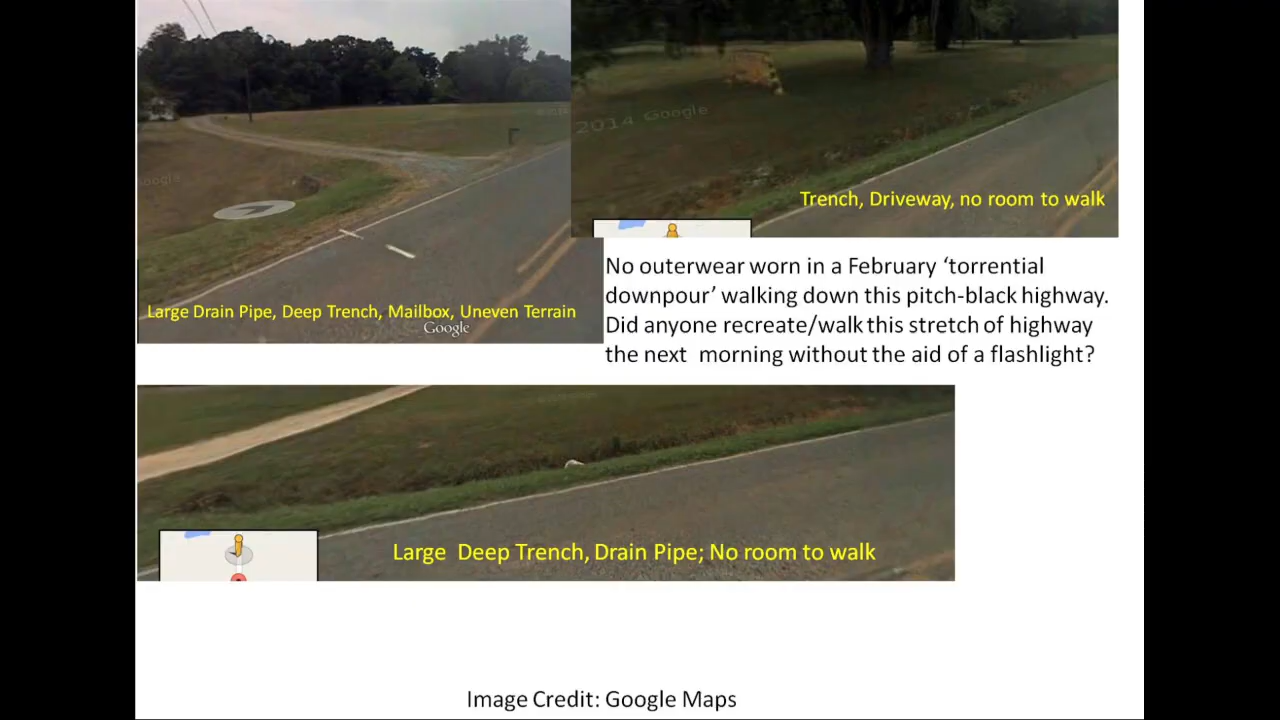 2014 Google
Google
Trench, Driveway, no room to walk
Large Drain Pipe, Deep Trench, Mailbox, Uneven Terrain
Google
No outerwear worn in a February ‘torrential
downpour’ walking down this pitch-black highway.
Did anyone recreate/walk this stretch of highway
the next  morning without the aid of a flashlight?
Large  Deep Trench, Drain Pipe; No room to walk
Image Credit: Google Maps